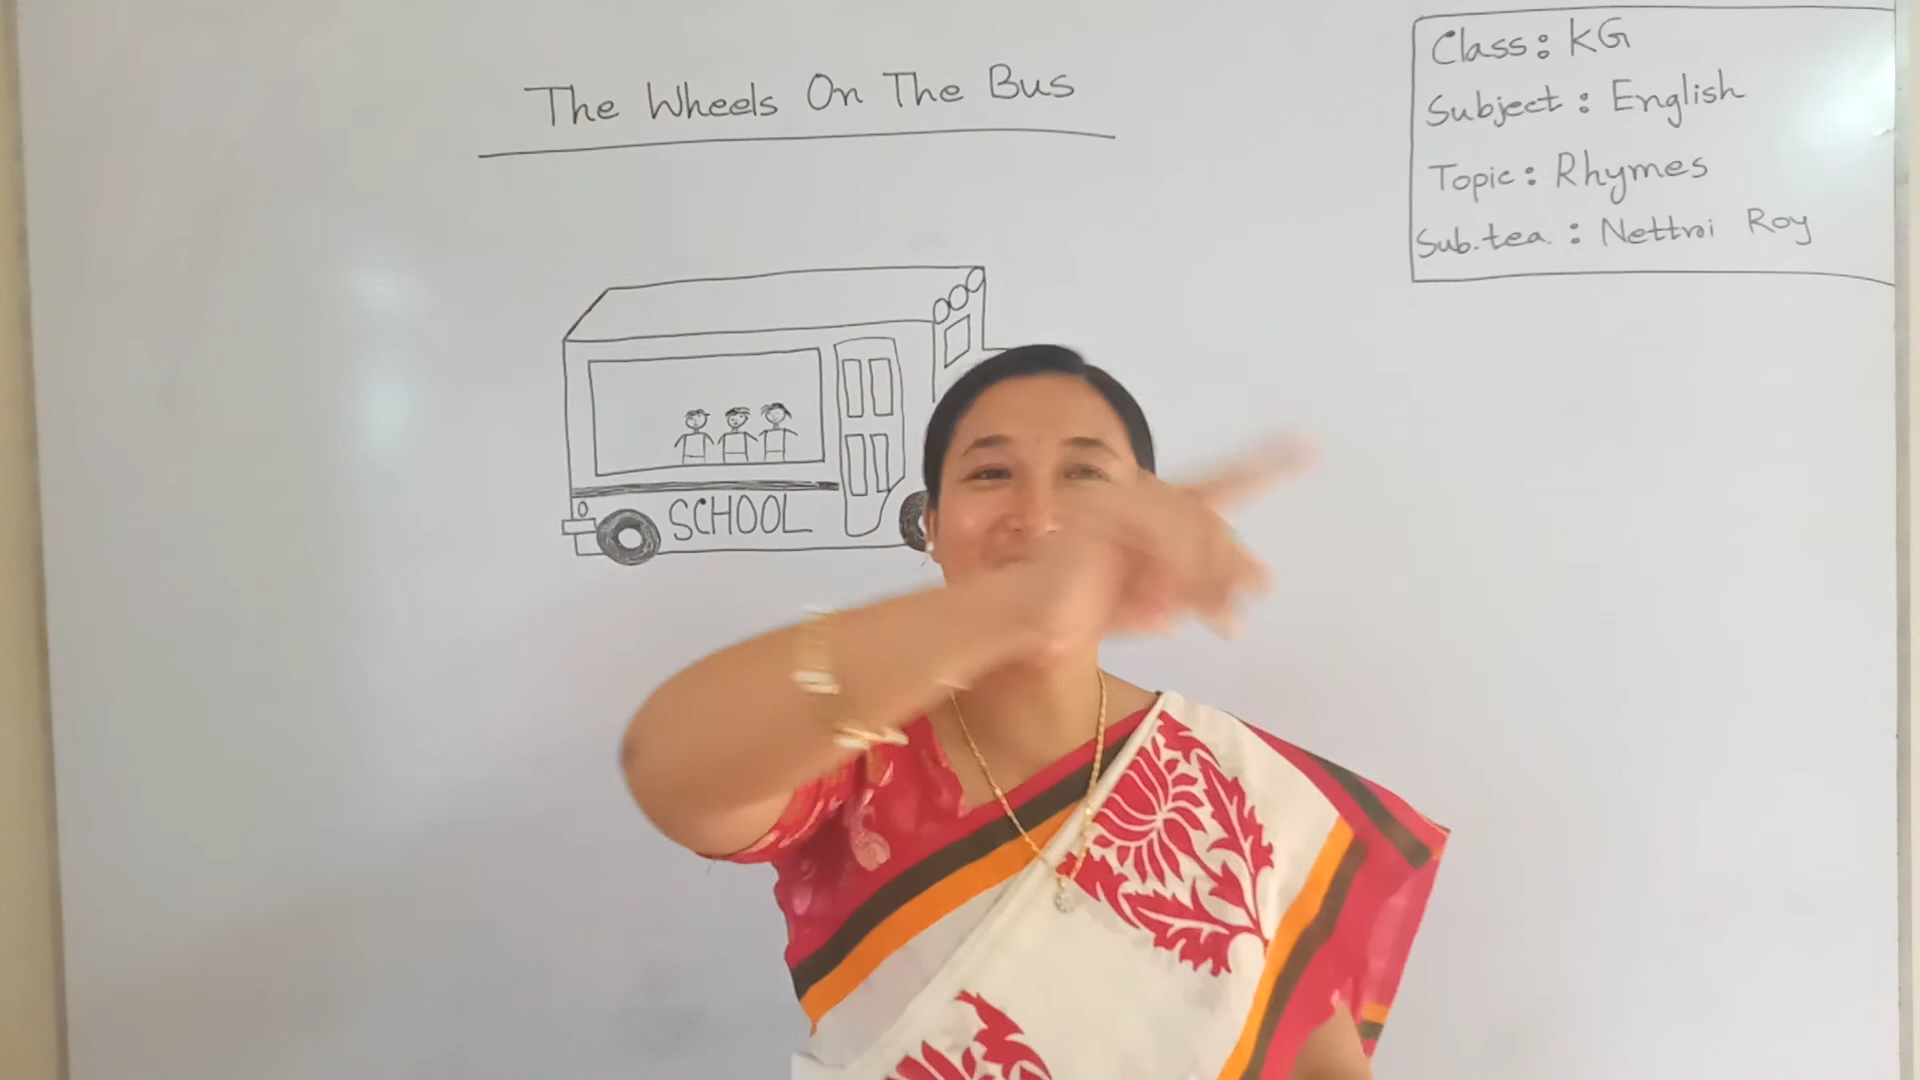 The Wheels On The Bus
Class: KG
Subject: English
Topic: Rhymes
Sub.tea. : Nettroi Roy
SCHOOL